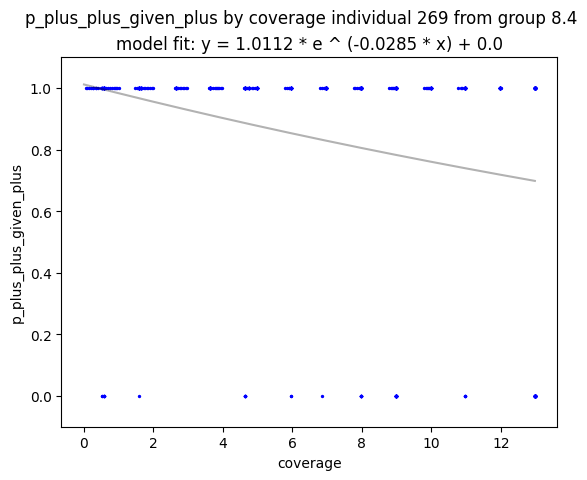 p_plus_plus_given_plus by coverage individual 269 from group 8.4
model fit: y = 1.0112 * e ^ (-0.0285 * x) + 0.0
1.0
0.8
0.6
0.4
0.2
0.0
p_plus_plus_given_plus
0 2 4 6 8 10 12
coverage